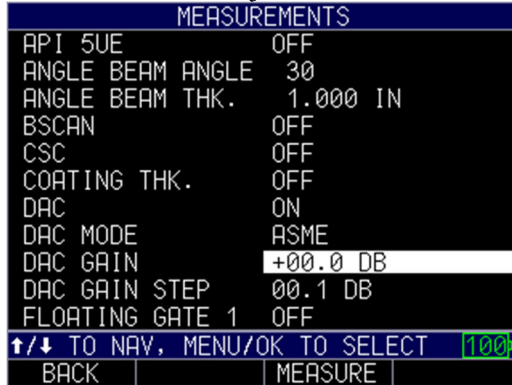 MEASUREMENTS
API 5UE OFF
ANGLE BEAM ANGLE 30
ANGLE BEAM THK. 1.000 IN
BSCAN OFF
CSC OFF
COATING THK. OFF
DAC ON
DAC MODE ASME
DAC GAIN +00.0 DB
DAC GAIN STEP 00.1 DB
FLOATING GATE 1 OFF
⬆/⬇ TO NAV, MENU/OK TO SELECT 100
BACK MEASURE